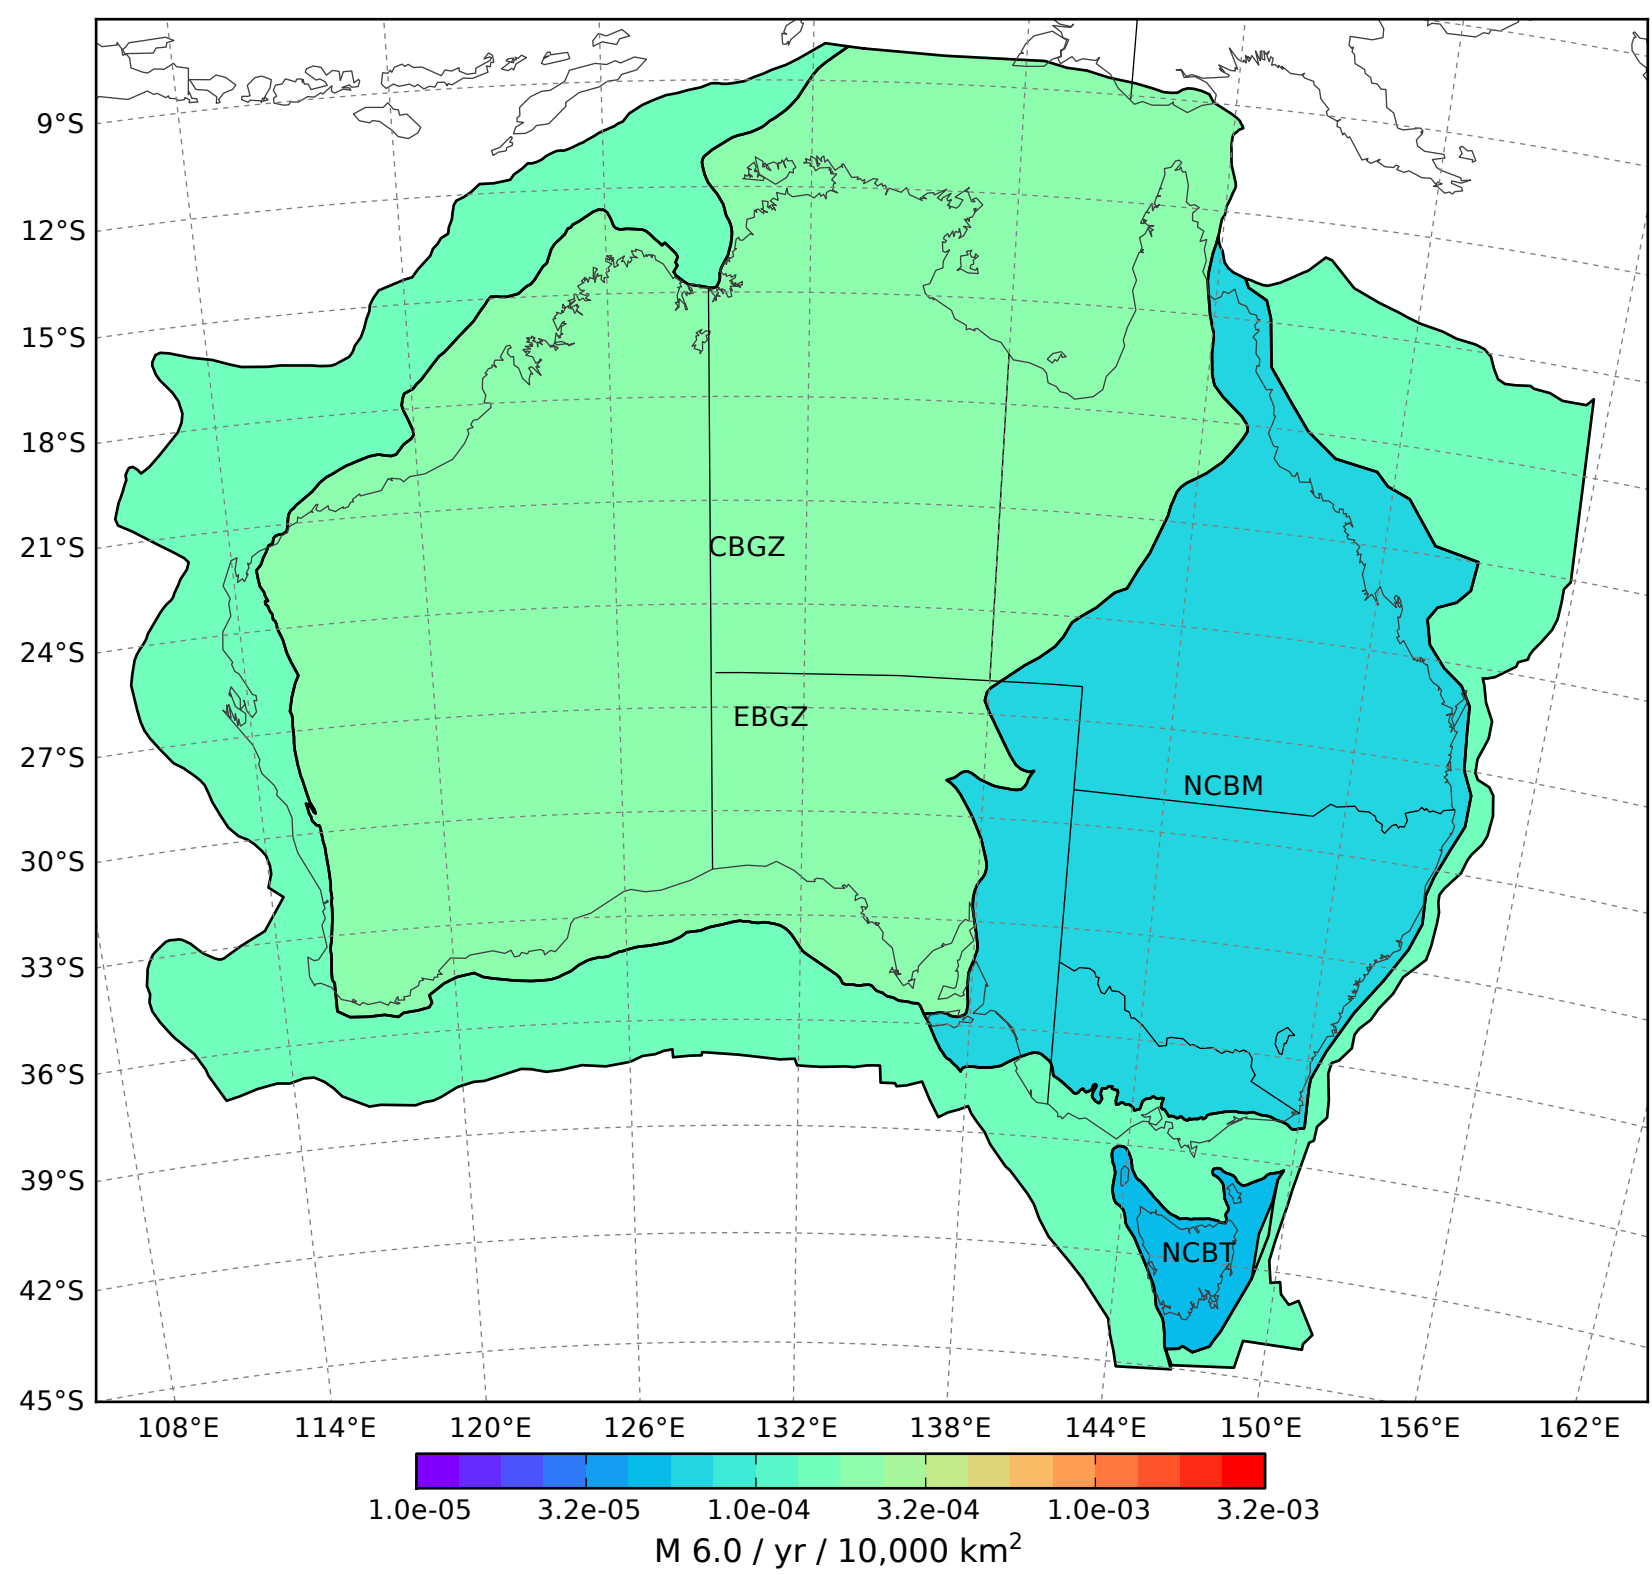 9°S
12°S
15°S
18°S
21°S
24°S
27°S
30°S
33°S
36°S
39°S
42°S
45°S
CBGZ
EBGZ
NCBM
NCBT
108°E 114°E 120°E 126°E 132°E 138°E 144°E 150°E 156°E 162°E
1.0e-05 3.2e-05 1.0e-04 3.2e-04 1.0e-03 3.2e-03
M 6.0 / yr / 10,000 km²